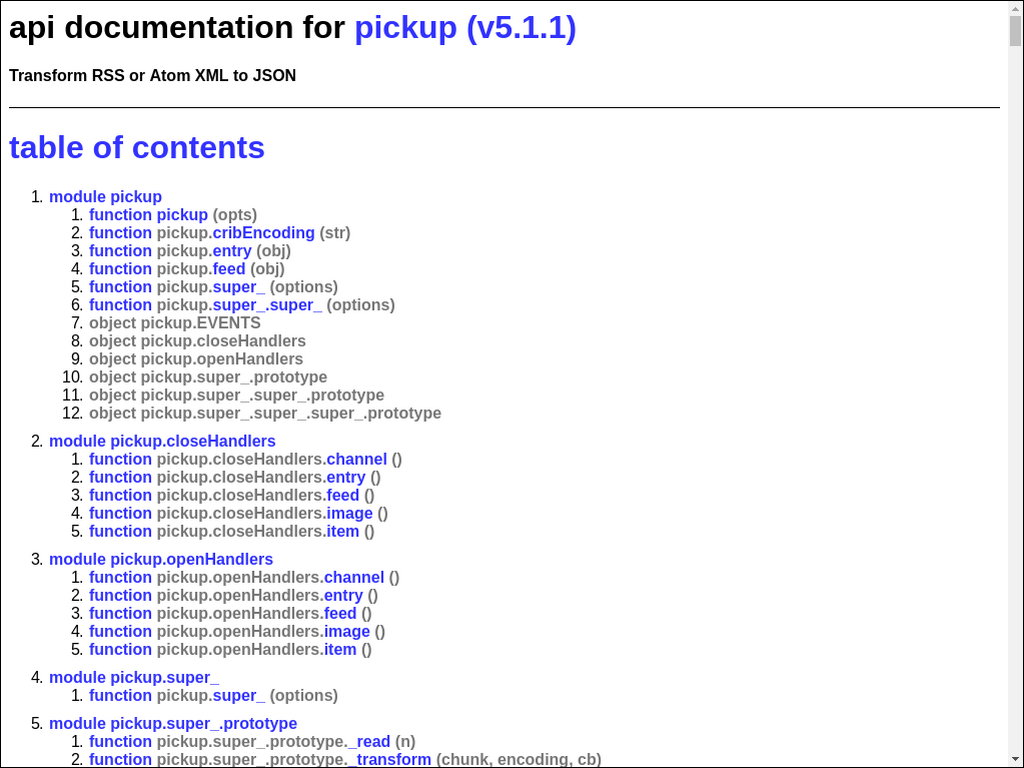 api documentation for pickup (v5.1.1)
Transform RSS or Atom XML to JSON
table of contents
1. module pickup
1. function pickup (opts)
2. function pickup.cribEncoding (str)
3. function pickup.entry (obj)
4. function pickup.feed (obj)
5. function pickup.super_ (options)
6. function pickup.super_.super_ (options)
7. object pickup.EVENTS
8. object pickup.closeHandlers
9. object pickup.openHandlers
10. object pickup.super_.prototype
11. object pickup.super_.super_.prototype
12. object pickup.super_.super_.super_.prototype
2. module pickup.closeHandlers
1. function pickup.closeHandlers.channel ()
2. function pickup.closeHandlers.entry ()
3. function pickup.closeHandlers.feed ()
4. function pickup.closeHandlers.image ()
5. function pickup.closeHandlers.item ()
3. module pickup.openHandlers
1. function pickup.openHandlers.channel ()
2. function pickup.openHandlers.entry ()
3. function pickup.openHandlers.feed ()
4. function pickup.openHandlers.image ()
5. function pickup.openHandlers.item ()
4. module pickup.super_
1. function pickup.super_ (options)
5. module pickup.super_.prototype
1. function pickup.super_.prototype._read (n)
2. function pickup.super_.prototype._transform (chunk, encoding, cb)